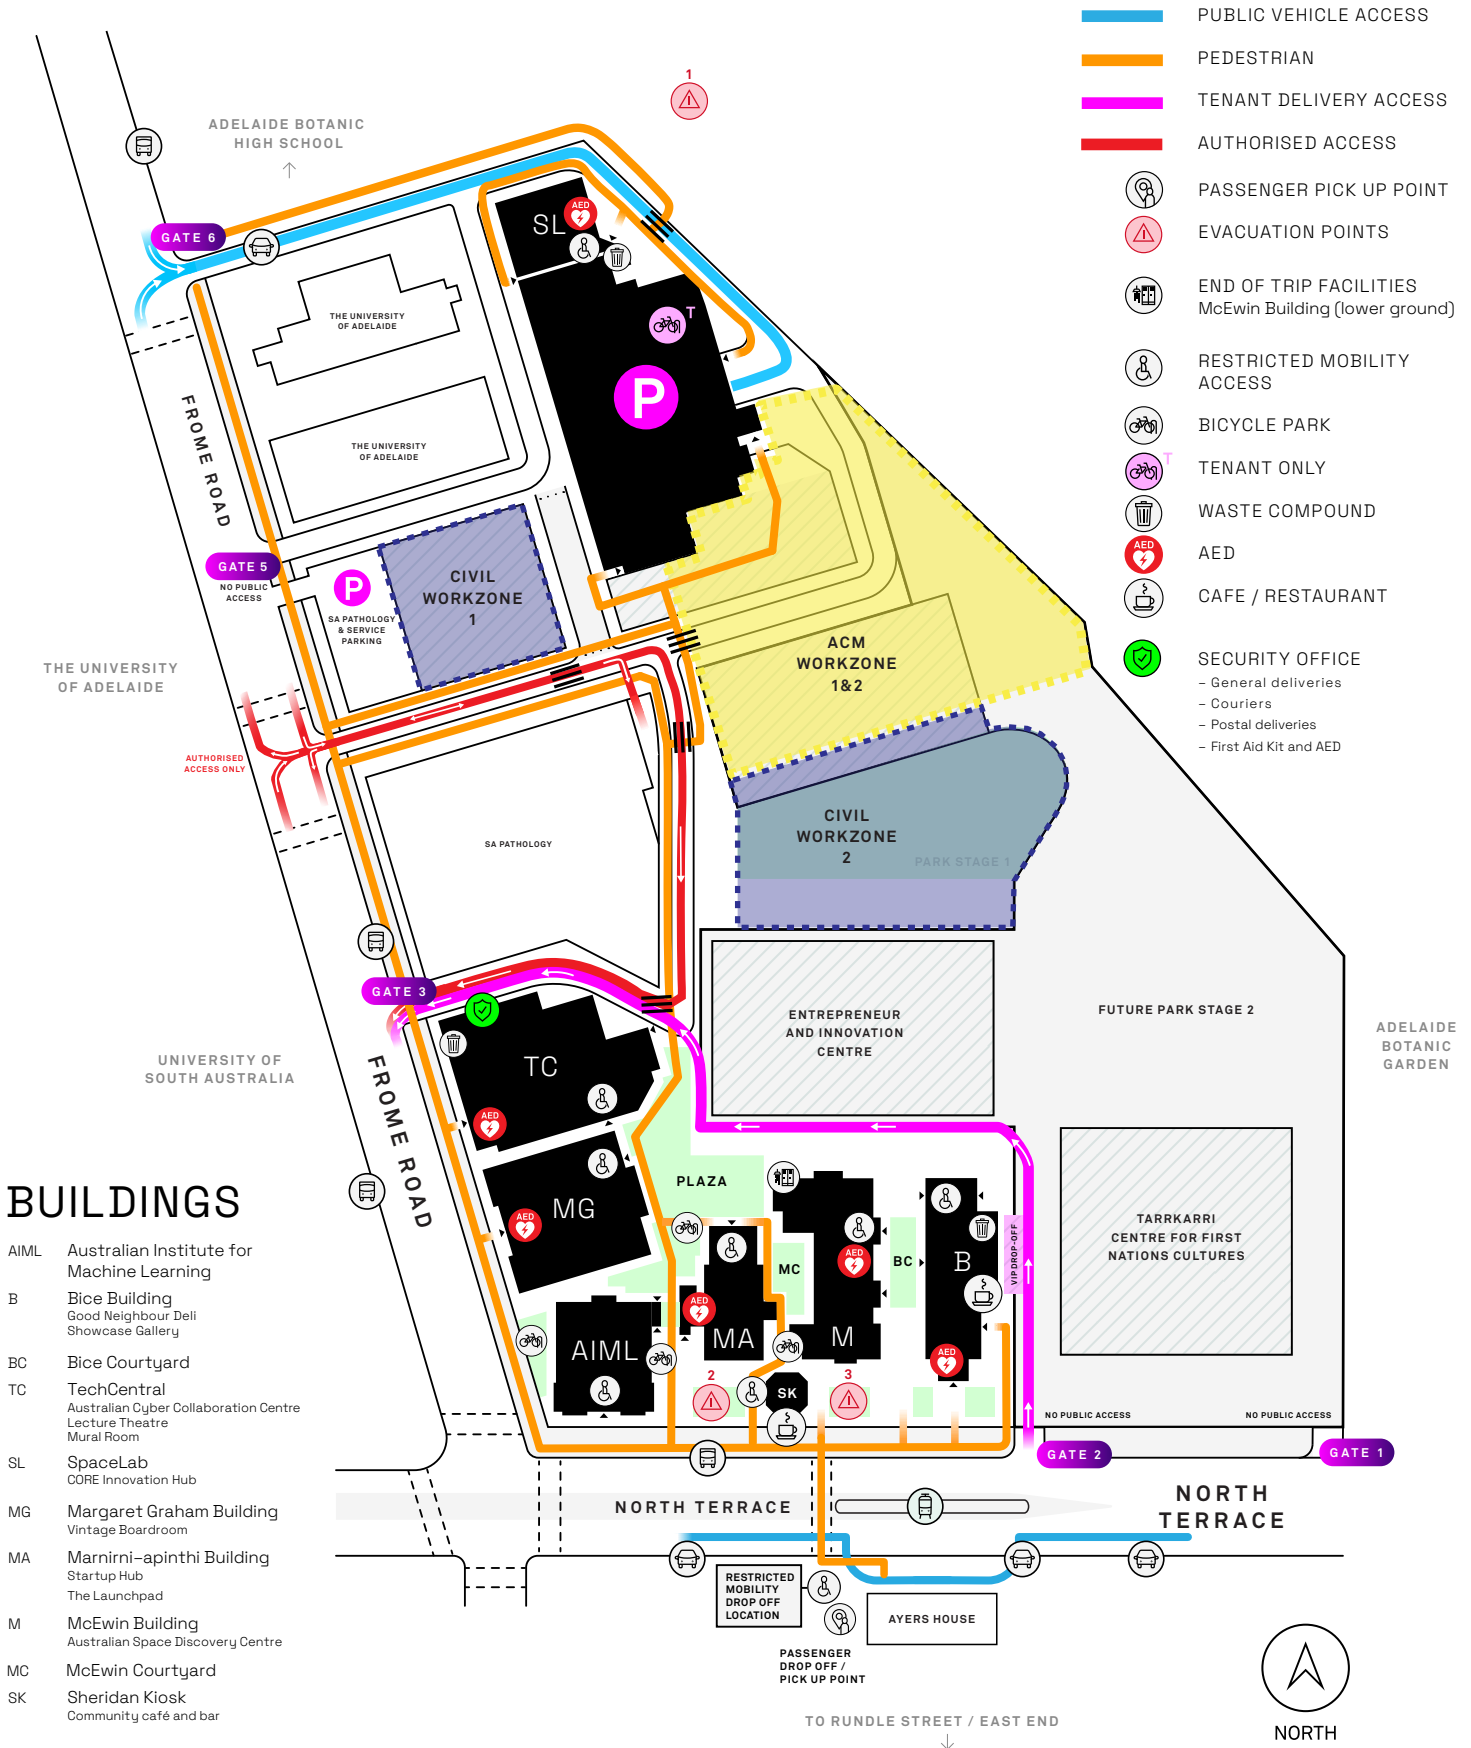 PUBLIC VEHICLE ACCESS
PEDESTRIAN
TENANT DELIVERY ACCESS
AUTHORISED ACCESS
PASSENGER PICK UP POINT
EVACUATION POINTS
END OF TRIP FACILITIES
McEwin Building (lower ground)
RESTRICTED MOBILITY
ACCESS
BICYCLE PARK
T
TENANT ONLY
WASTE COMPOUND
AED
AED
CAFE / RESTAURANT
SECURITY OFFICE
– General deliveries
– Couriers
– Postal deliveries
– First Aid Kit and AED
1
ADELAIDE BOTANIC
HIGH SCHOOL
GATE 6
SL
AED
THE UNIVERSITY
OF ADELAIDE
T
P
THE UNIVERSITY
OF ADELAIDE
FROME ROAD
GATE 5
NO PUBLIC
ACCESS
P
SA PATHOLOGY
& SERVICE
PARKING
CIVIL
WORKZONE
1
THE UNIVERSITY
OF ADELAIDE
ACM
WORKZONE
1&2
AUTHORISED
ACCESS ONLY
CIVIL
WORKZONE
2
PARK STAGE 1
SA PATHOLOGY
GATE 3
ENTREPRENEUR
AND INNOVATION
CENTRE
FUTURE PARK STAGE 2
ADELAIDE
BOTANIC
GARDEN
UNIVERSITY OF
SOUTH AUSTRALIA
TC
AED
FROME ROAD
MG
AED
PLAZA
TARRKARRI
CENTRE FOR FIRST
NATIONS CULTURES
MC
AED
BC
B
VIP DROP-OFF
AED
MA
M
AIML
AED
2
SK
3
NO PUBLIC ACCESS
NO PUBLIC ACCESS
GATE 2
GATE 1
NORTH TERRACE
NORTH
TERRACE
RESTRICTED
MOBILITY
DROP OFF
LOCATION
AYERS HOUSE
PASSENGER
DROP OFF /
PICK UP POINT
TO RUNDLE STREET / EAST END
NORTH
BUILDINGS
AIML Australian Institute for
Machine Learning
B Bice Building
Good Neighbour Deli
Showcase Gallery
BC Bice Courtyard
TC TechCentral
Australian Cyber Collaboration Centre
Lecture Theatre
Mural Room
SL SpaceLab
CORE Innovation Hub
MG Margaret Graham Building
Vintage Boardroom
MA Marnirni–apinthi Building
Startup Hub
The Launchpad
M McEwin Building
Australian Space Discovery Centre
MC McEwin Courtyard
SK Sheridan Kiosk
Community café and bar